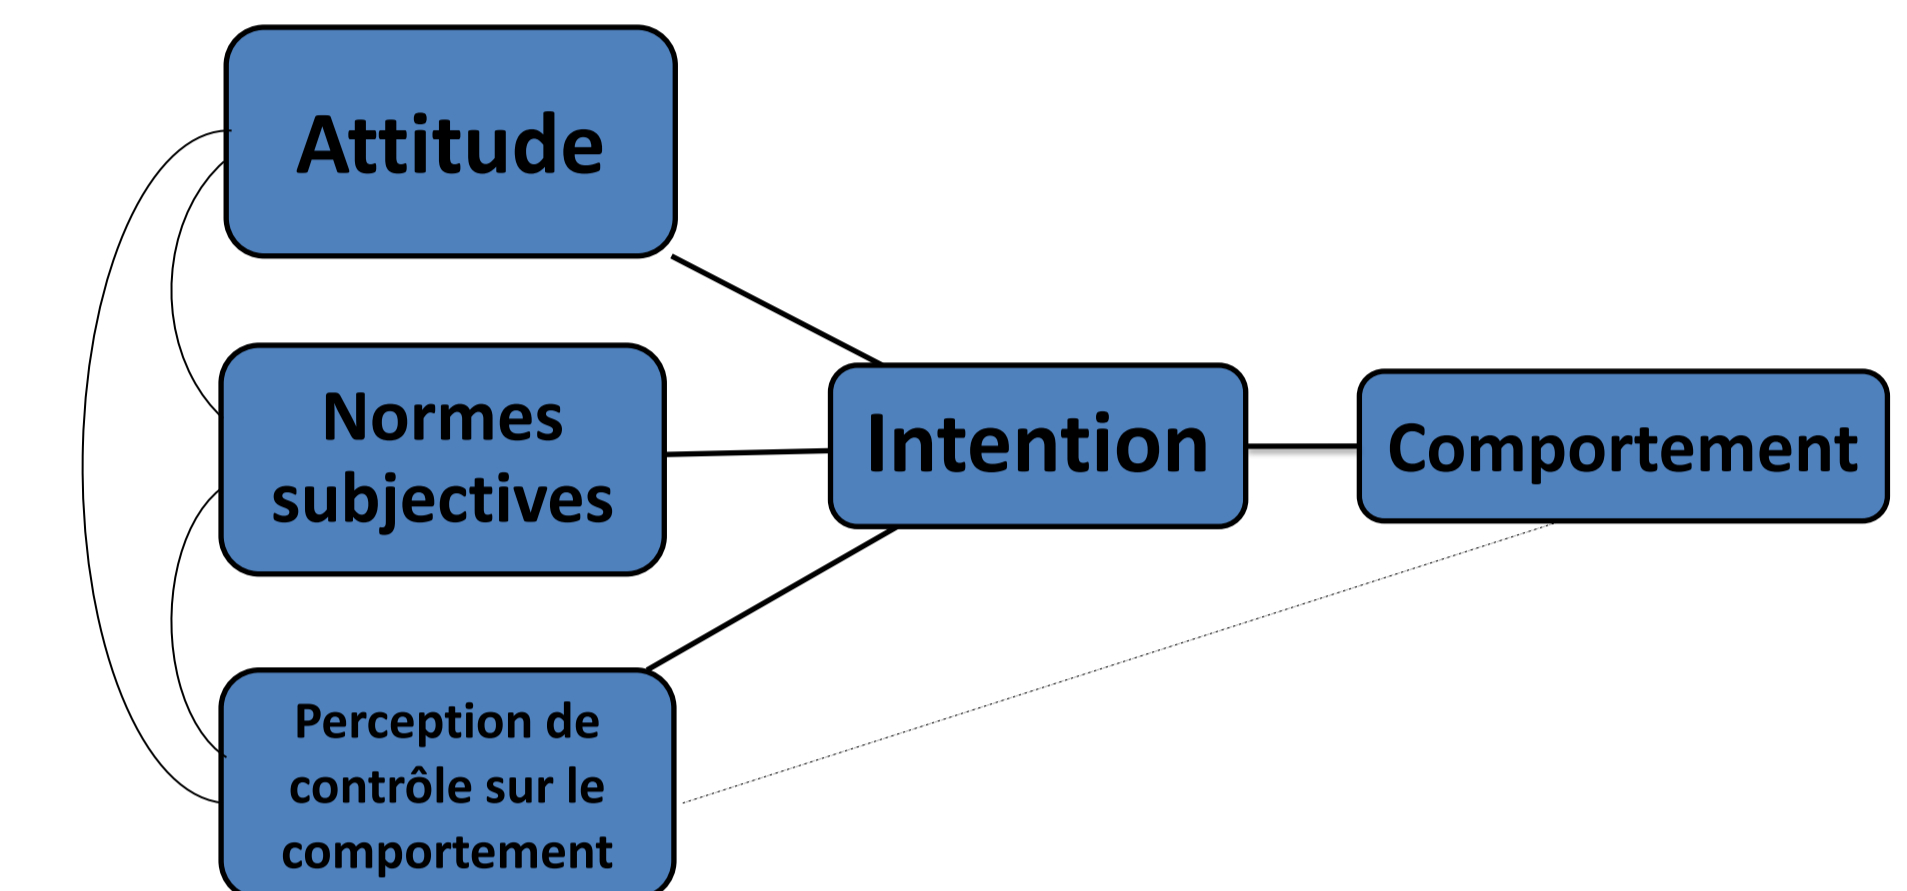 Attitude
Normes
subjectives
Intention
Comportement
Perception de
contrôle sur le
comportement